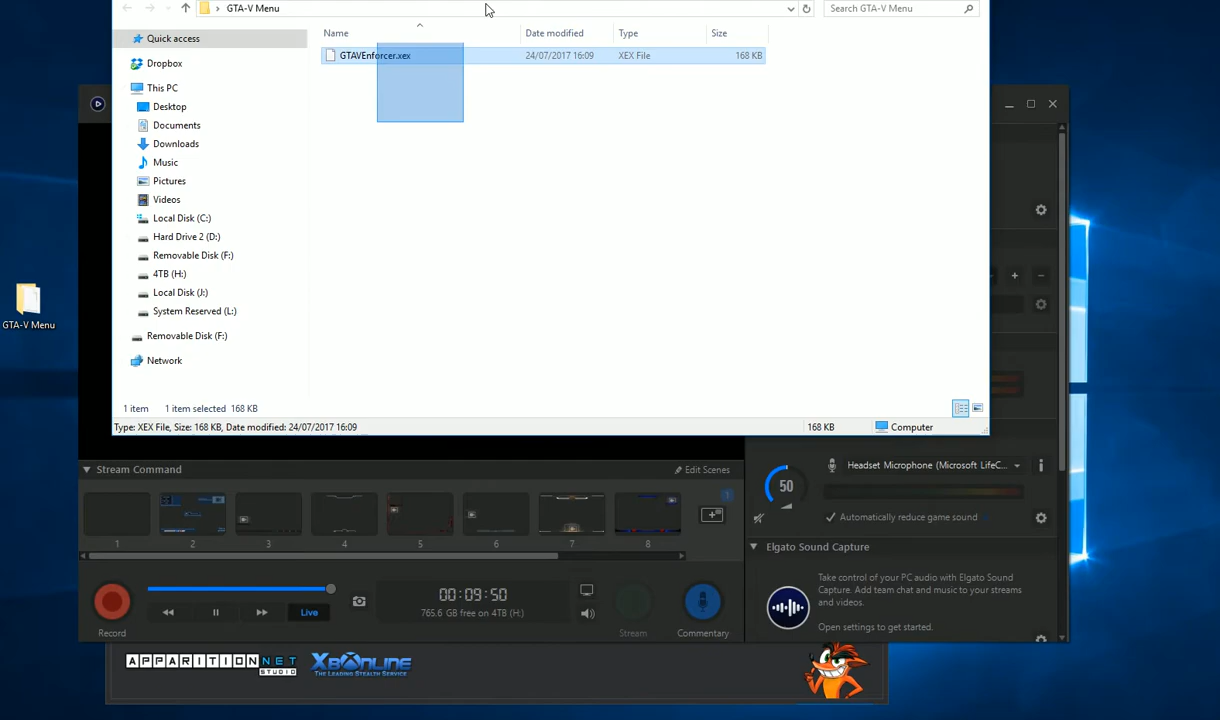 GTA-V Menu
Search GTA-V Menu
Name
Date modified
Type
Size
GTAVEnforcer.xex
24/07/2017 16:09
XEX File
168 KB
Quick access
Dropbox
This PC
Desktop
Documents
Downloads
Music
Pictures
Videos
Local Disk (C:)
Hard Drive 2 (D:)
Removable Disk (F:)
4TB (H:)
Local Disk (J:)
System Reserved (L:)
Removable Disk (F:)
Network
1 item
1 item selected 168 KB
Type: XEX File, Size: 168 KB, Date modified: 24/07/2017 16:09
168 KB
Computer
GTA-V Menu
Stream Command
Edit Scenes
1
1
2
3
4
5
6
7
8
Record
Live
00:09:50
765.6 GB free on 4TB (H:)
Stream
Commentary
50
Headset Microphone (Microsoft LifeC...
Automatically reduce game sound
Elgato Sound Capture
Take control of your PC audio with Elgato Sound
Capture. Add team chat and music to your streams
and videos.
Open settings to get started.
APPARITIONNET
STUDIO
XBONLINE
THE LEADING STEALTH SERVICE